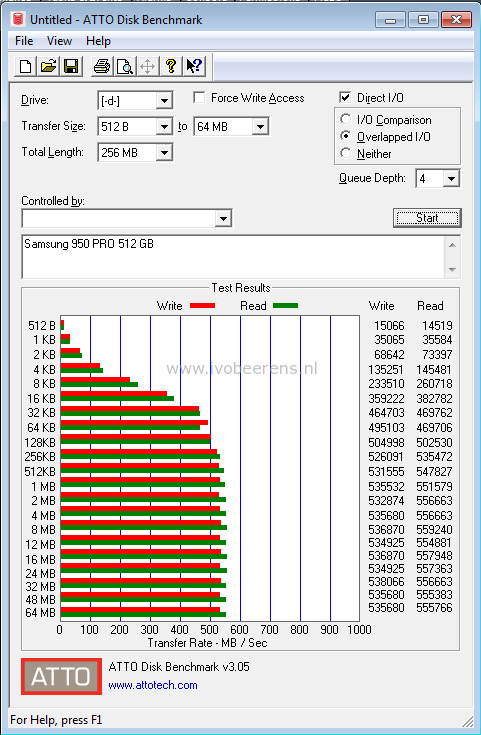 Untitled - ATTO Disk Benchmark
File View Help
Drive: [-d-] Force Write Access Direct I/O
Transfer Size: 512 B to 64 MB I/O Comparison
Overlapped I/O
Total Length: 256 MB Neither
Queue Depth: 4
Controlled by:
Start
Samsung 950 PRO 512 GB
Test Results
Write Read Write Read
512 B 15066 14519
1 KB 35065 35584
2 KB 68642 73397
4 KB 135251 145481
www.ivobeerens.nl
8 KB 233510 260718
16 KB 359222 382782
32 KB 464703 469762
64 KB 495103 469706
128KB 504998 502530
256KB 526091 535472
512KB 531555 547827
1 MB 535532 551579
2 MB 532874 556663
4 MB 535680 556663
8 MB 536870 559240
12 MB 534925 554881
16 MB 536870 557948
24 MB 534925 557363
32 MB 538066 556663
48 MB 535680 555383
64 MB 535680 555766
0 100 200 300 400 500 600 700 800 900 1000
Transfer Rate - MB / Sec
ATTO
ATTO Disk Benchmark v3.05
www.attotech.com
For Help, press F1